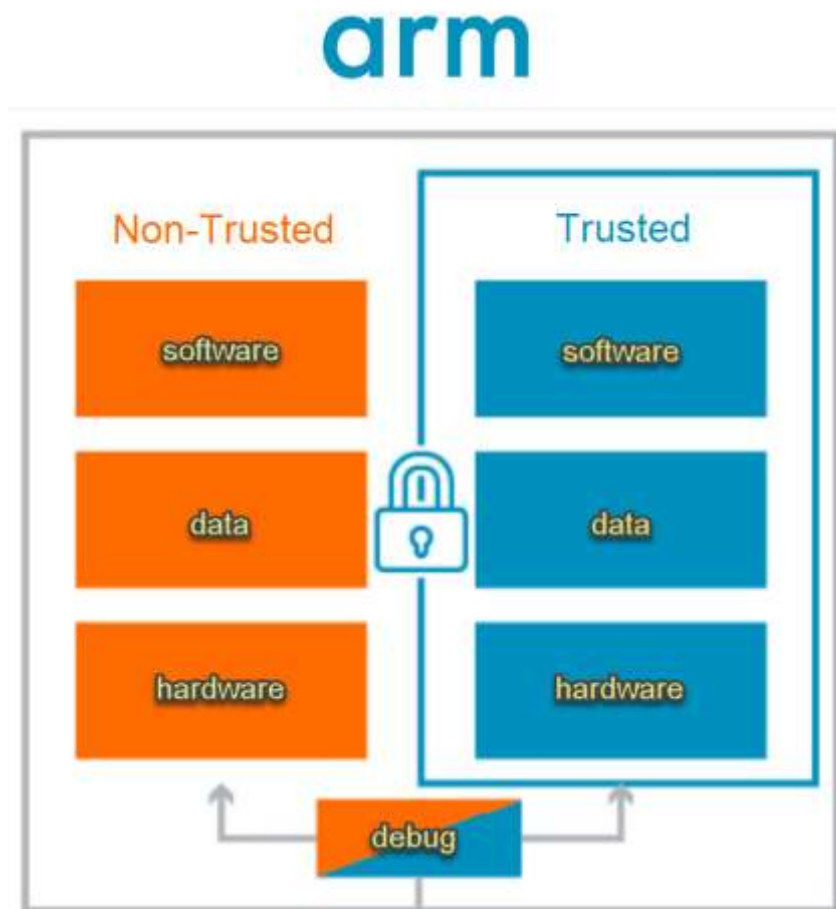 arm
Non-Trusted
Trusted
software
software
data
data
hardware
hardware
debug